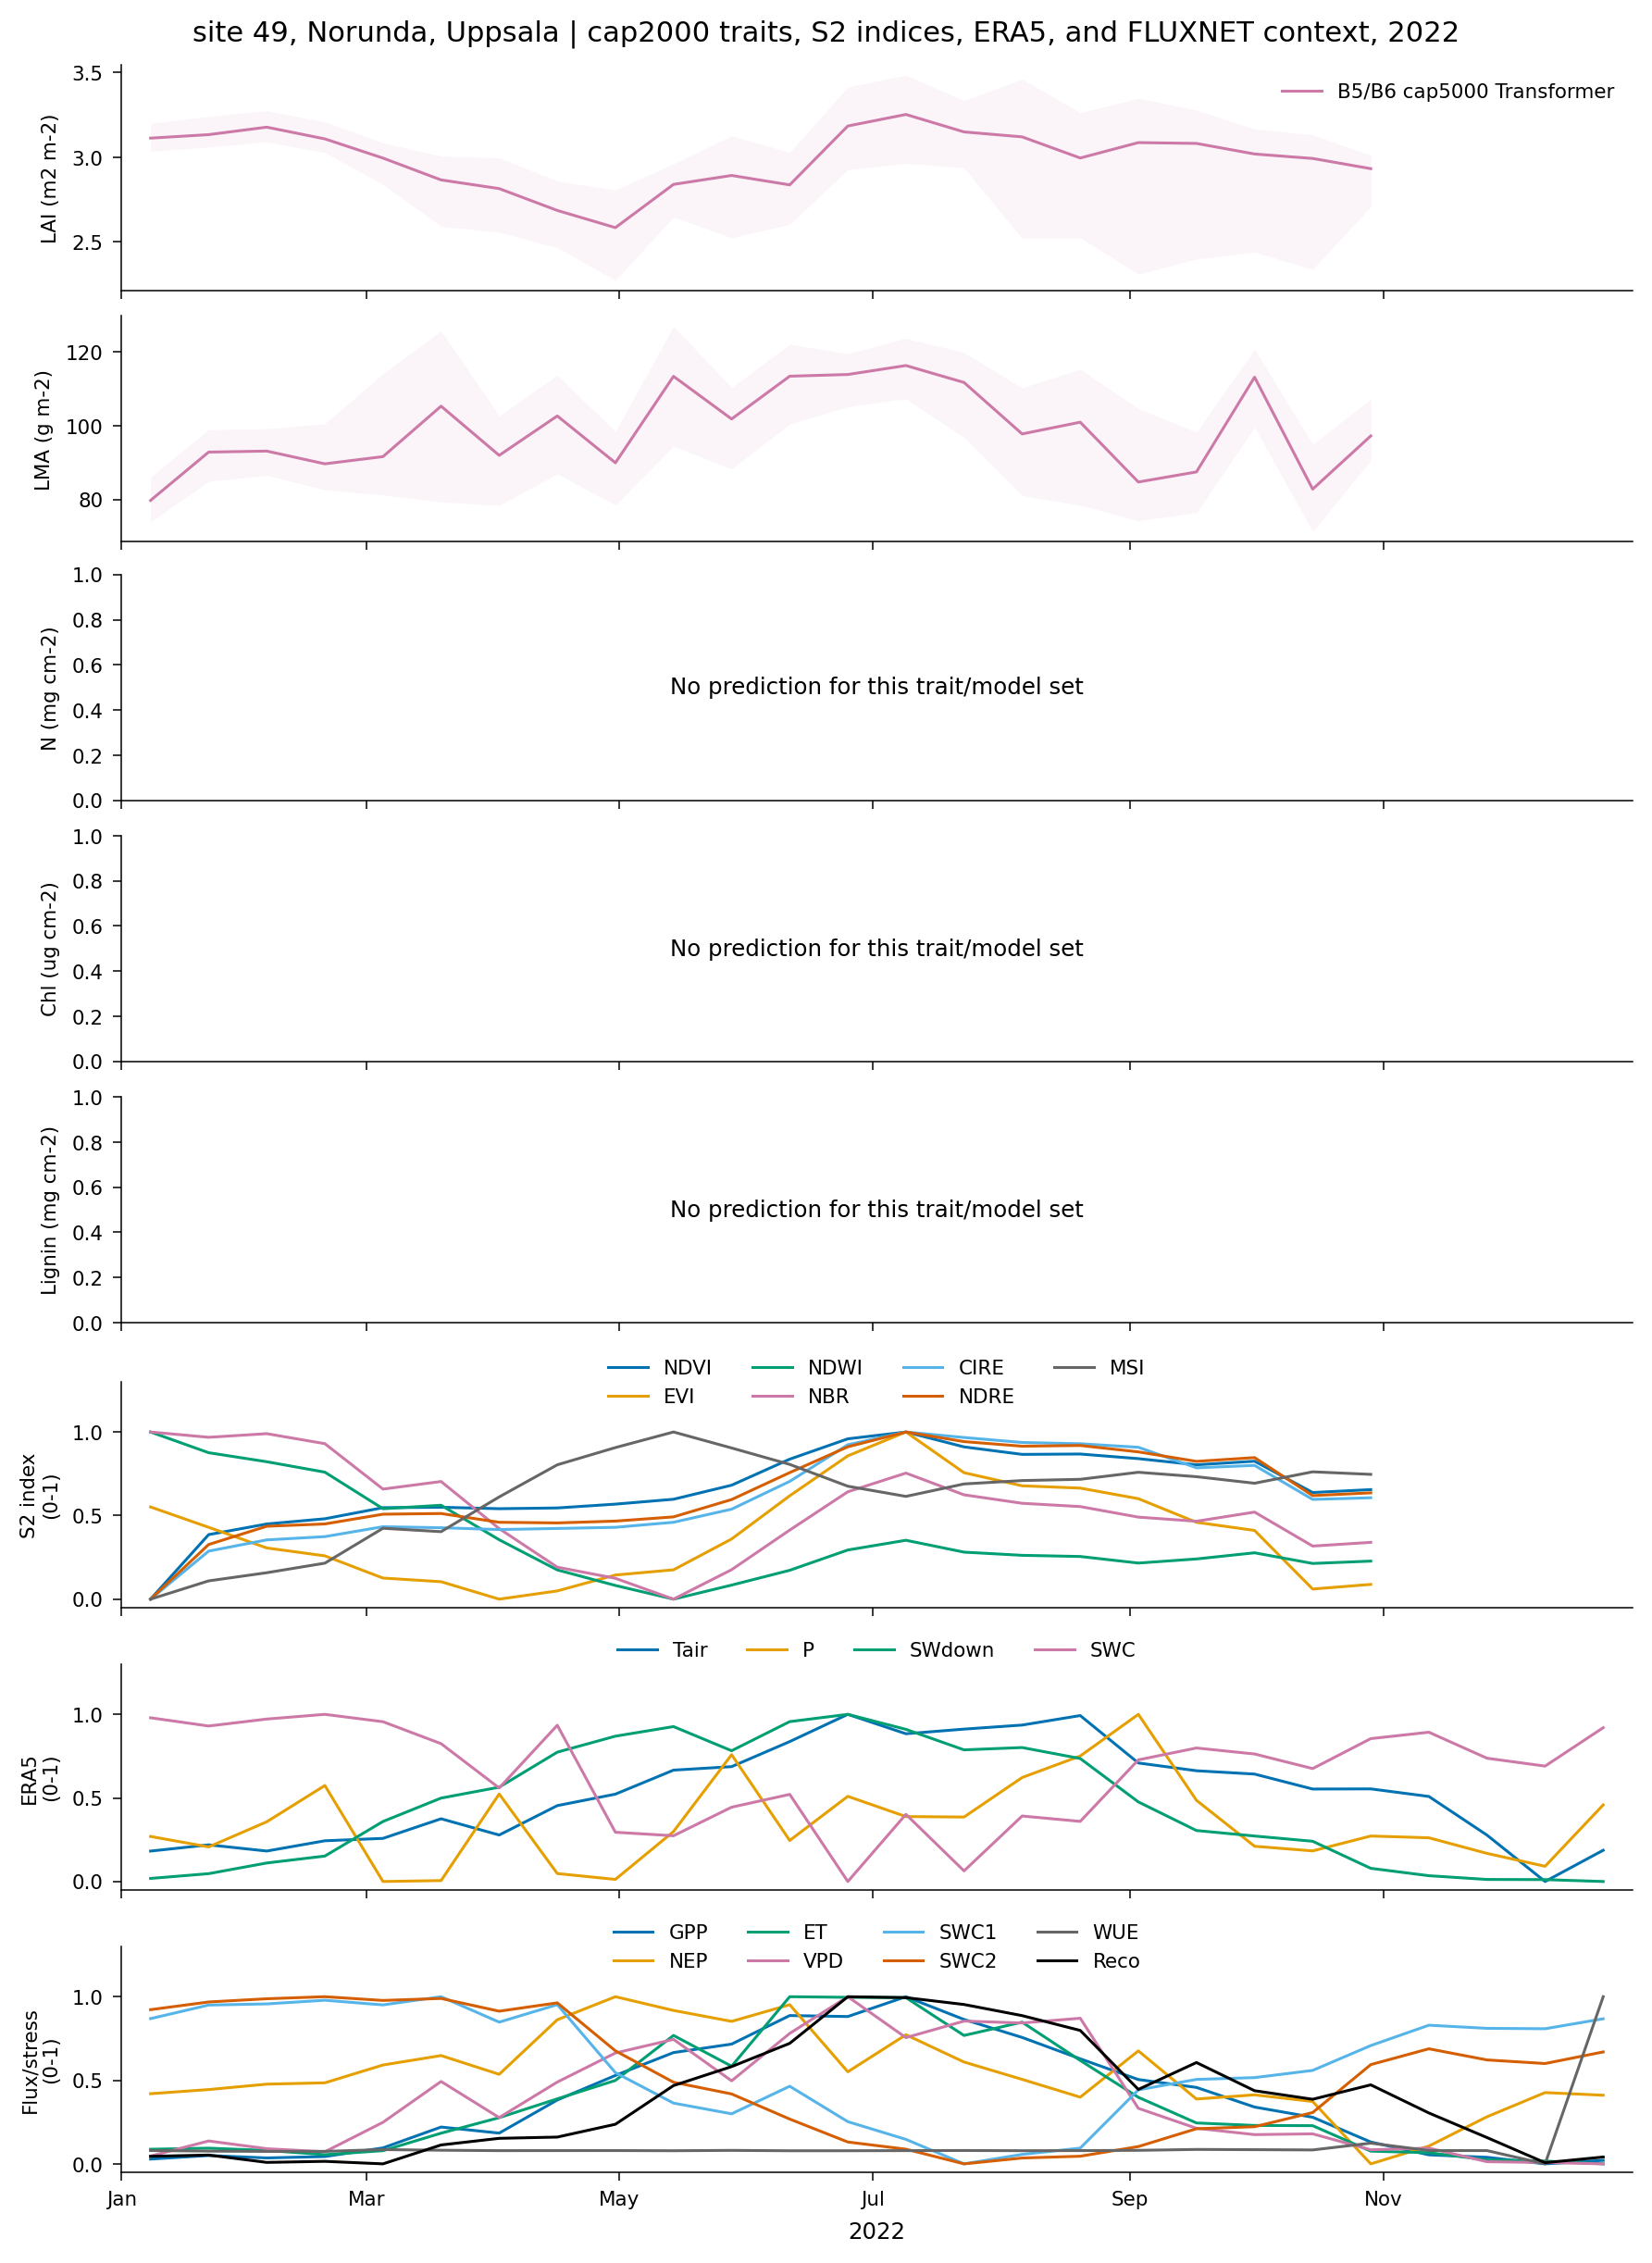 site 49, Norunda, Uppsala | cap2000 traits, S2 indices, ERA5, and FLUXNET context, 2022
LAI (m2 m-2)
3.5
3.0
2.5
B5/B6 cap5000 Transformer
LMA (g m-2)
120
100
80
N (mg cm-2)
1.0
0.8
0.6
0.4
0.2
0.0
No prediction for this trait/model set
Chl (ug cm-2)
1.0
0.8
0.6
0.4
0.2
0.0
No prediction for this trait/model set
Lignin (mg cm-2)
1.0
0.8
0.6
0.4
0.2
0.0
No prediction for this trait/model set
NDVI NDWI CIRE MSI
EVI NBR NDRE
S2 index
(0-1)
1.0
0.5
0.0
Tair P SWdown SWC
ERA5
(0-1)
1.0
0.5
0.0
GPP ET SWC1 WUE
NEP VPD SWC2 Reco
Flux/stress
(0-1)
1.0
0.5
0.0
Jan Mar May Jul Sep Nov
2022